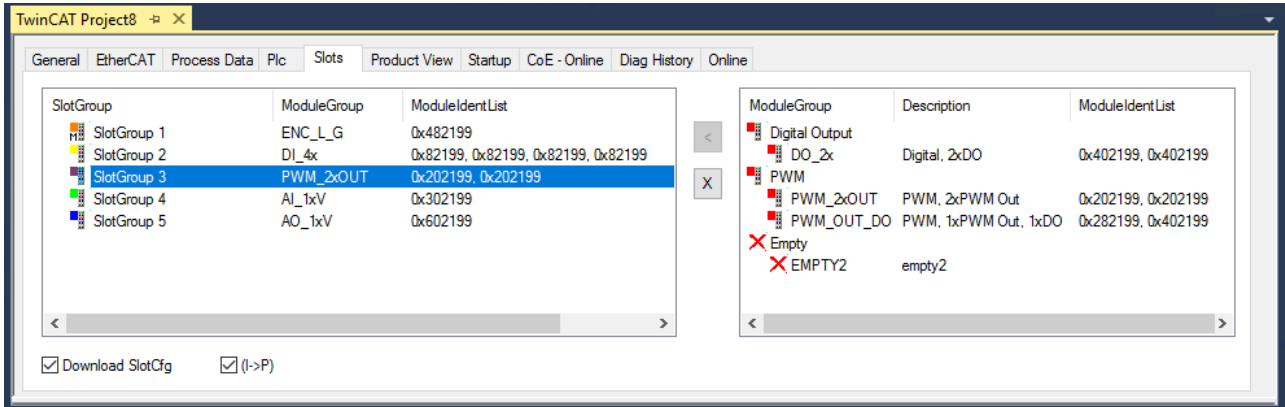 TwinCAT Project8
General EtherCAT Process Data Plc Slots Product View Startup CoE - Online Diag History Online
SlotGroup ModuleGroup ModuleIdentList
SlotGroup 1 ENC_L_G 0x482199
SlotGroup 2 DI_4x 0x82199, 0x82199, 0x82199, 0x82199
SlotGroup 3 PWM_2xOUT 0x202199, 0x202199
SlotGroup 4 AI_1xV 0x302199
SlotGroup 5 AO_1xV 0x602199
<
X
ModuleGroup Description ModuleIdentList
Digital Output
DO_2x Digital, 2xDO 0x402199, 0x402199
PWM
PWM_2xOUT PWM, 2xPWM Out 0x202199, 0x202199
PWM_OUT_DO PWM, 1xPWM Out, 1xDO 0x282199, 0x402199
Empty
EMPTY2 empty2
Download SlotCfg (I->P)